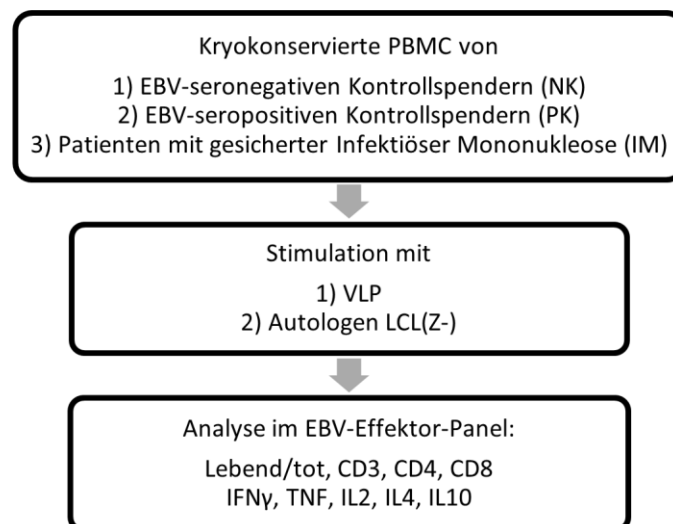 Kryokonservierte PBMC von
1) EBV-seronegativen Kontrollspendern (NK)
2) EBV-seropositiven Kontrollspendern (PK)
3) Patienten mit gesicherter Infektiöser Mononukleose (IM)
Stimulation mit
1) VLP
2) Autologen LCL(Z-)
Analyse im EBV-Effektor-Panel:
Lebend/tot, CD3, CD4, CD8
IFNγ, TNF, IL2, IL4, IL10